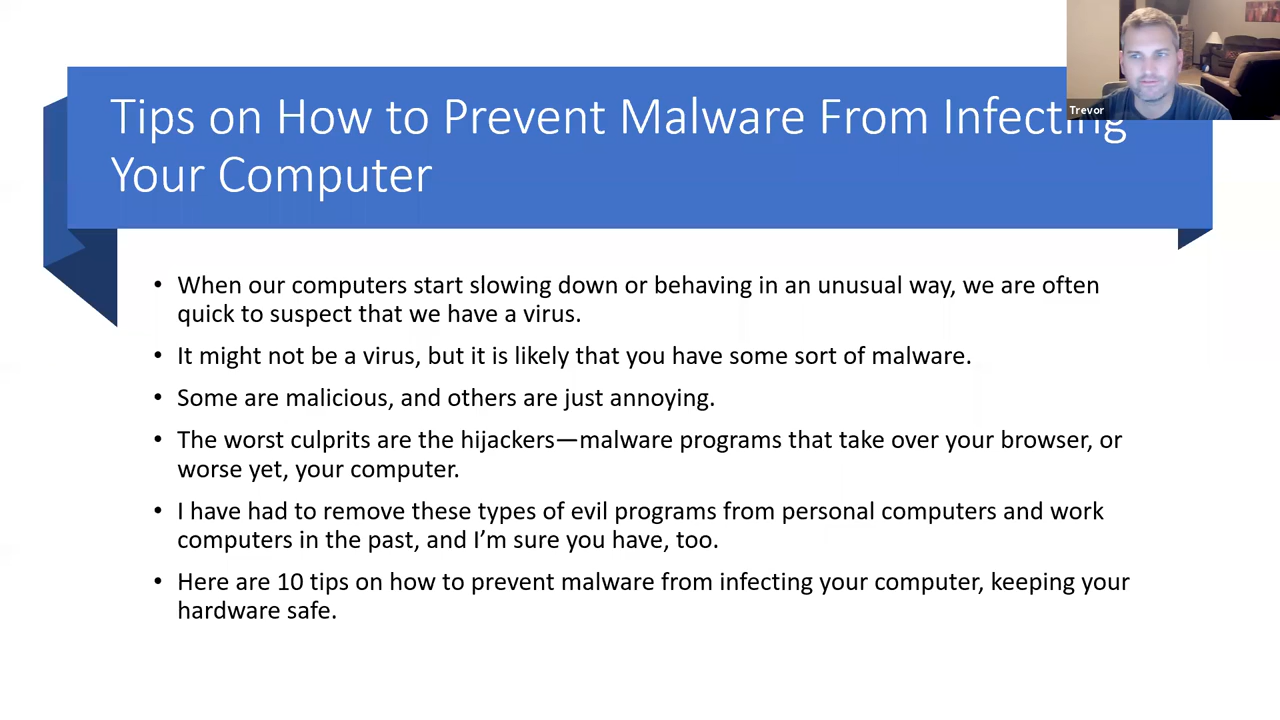 Tips on How to Prevent Malware From Infecting
Your Computer
Trevor
• When our computers start slowing down or behaving in an unusual way, we are often
quick to suspect that we have a virus.
• It might not be a virus, but it is likely that you have some sort of malware.
• Some are malicious, and others are just annoying.
• The worst culprits are the hijackers—malware programs that take over your browser, or
worse yet, your computer.
• I have had to remove these types of evil programs from personal computers and work
computers in the past, and I’m sure you have, too.
• Here are 10 tips on how to prevent malware from infecting your computer, keeping your
hardware safe.